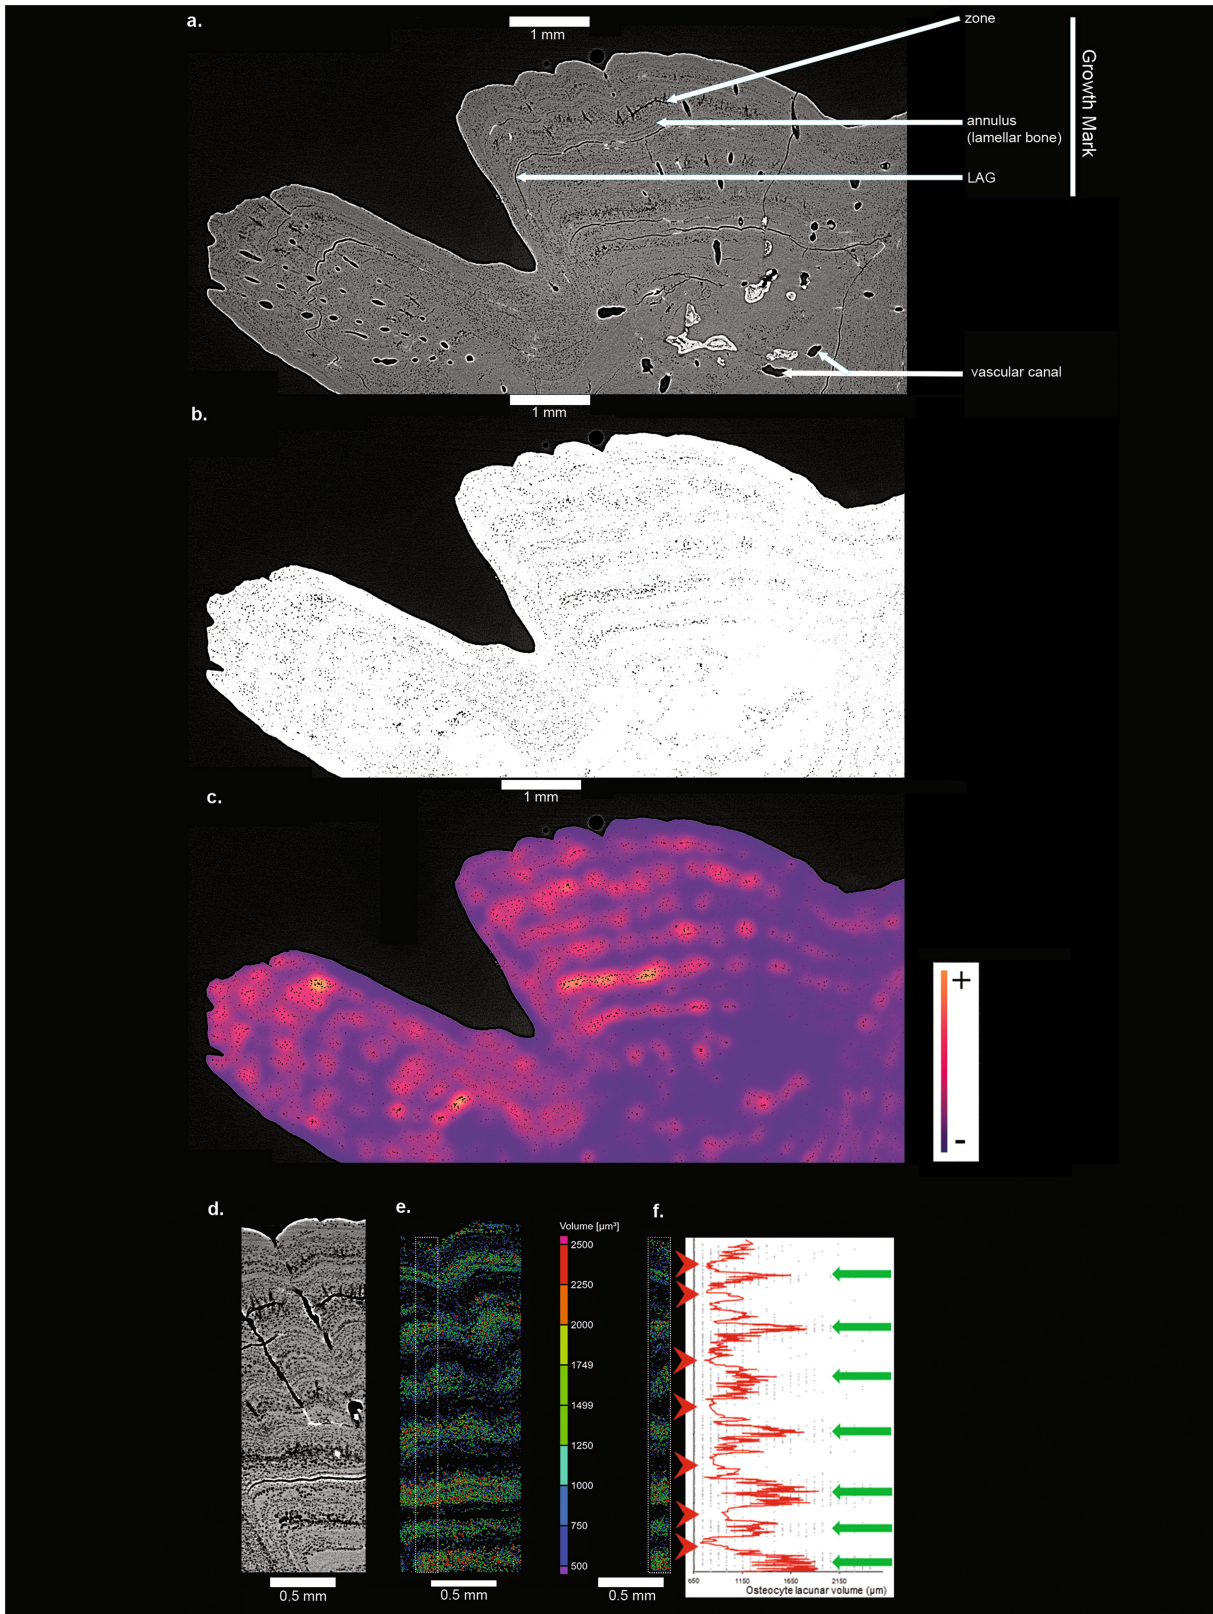 a.
1 mm
zone
annulus
(lamellar bone)
LAG
Growth Mark
vascular canal
b.
1 mm
c.
1 mm
+
-
d.
0.5 mm
e.
0.5 mm
Volume [µm³]
2500
2250
2000
1749
1499
1250
1000
750
500
f.
0.5 mm
650 1150 1650 2150
Osteocyte lacunar volume (µm)